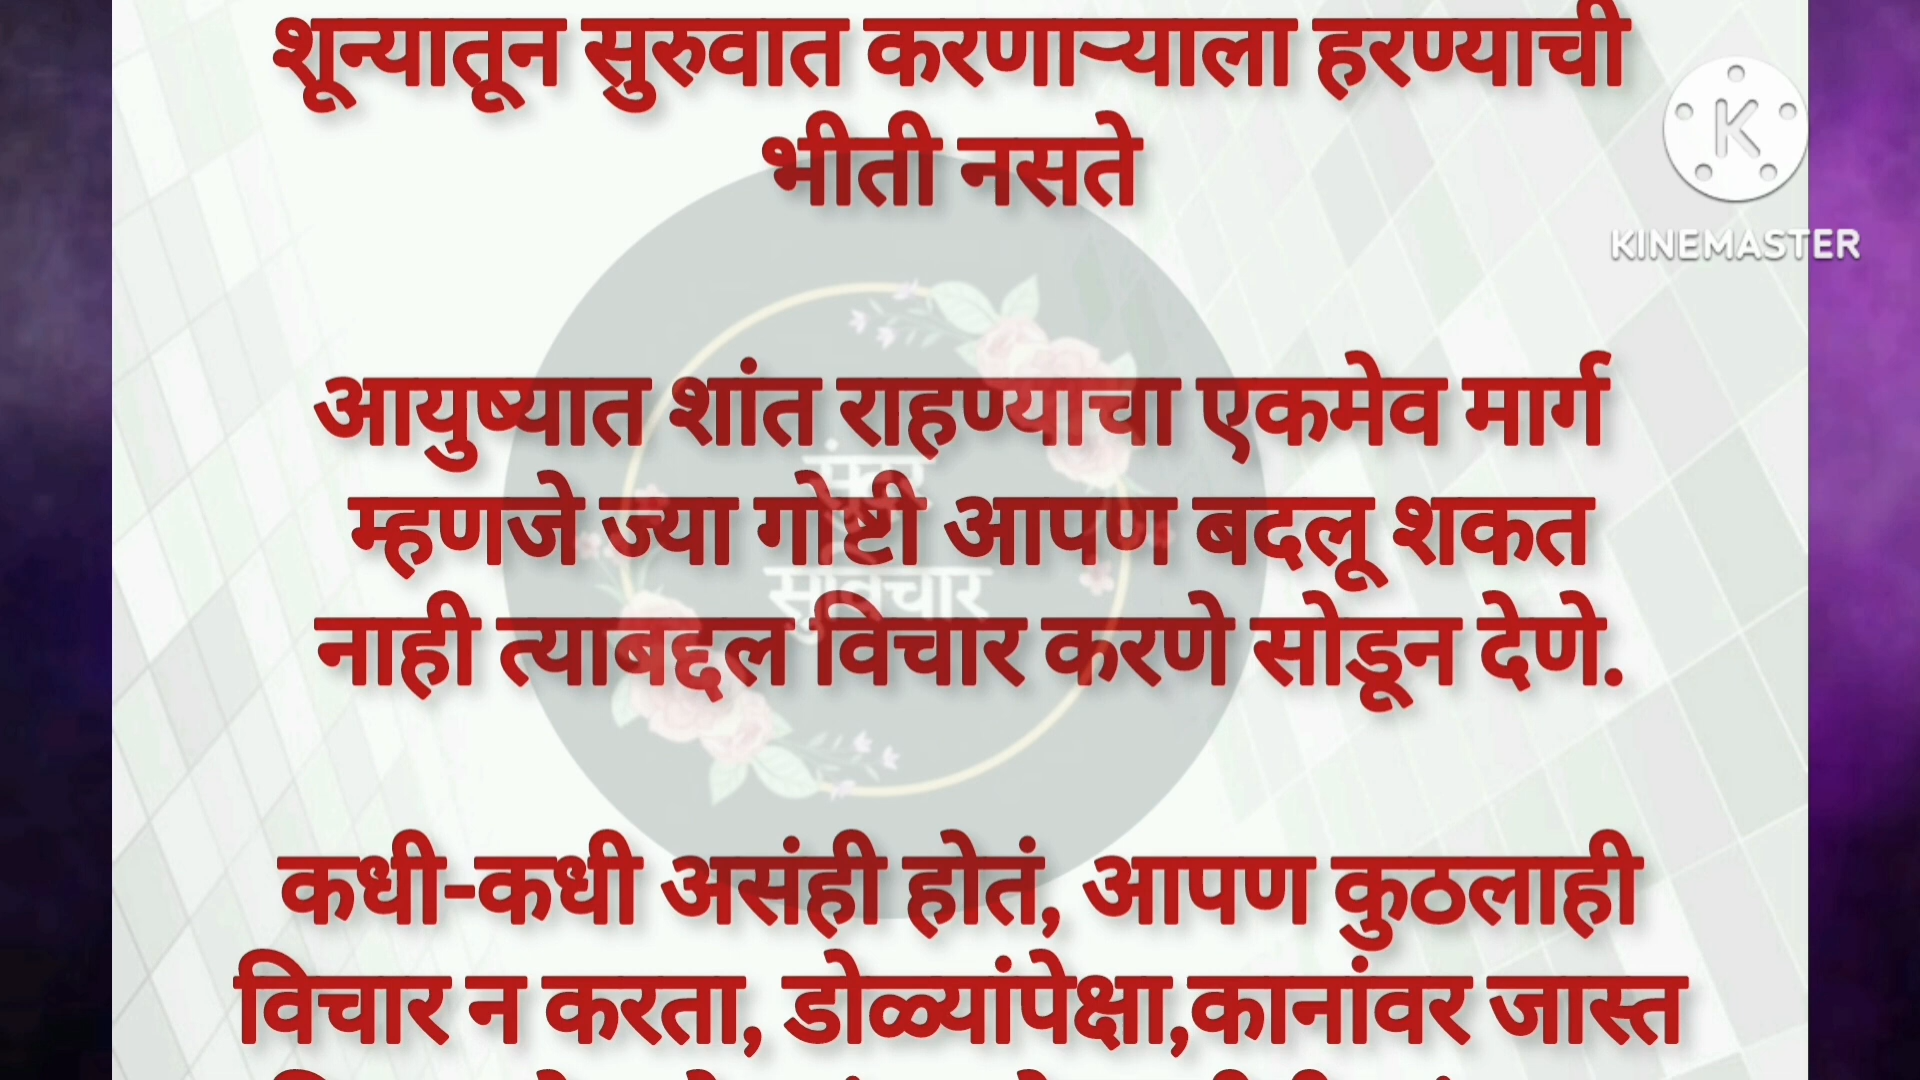 शून्यातून सुरुवात करणाऱ्याला हरण्याची
भीती नसते
KINEMASTER
आयुष्यात शांत राहण्याचा एकमेव मार्ग
म्हणजे ज्या गोष्टी आपण बदलू शकत
नाही त्याबद्दल विचार करणे सोडून देणे.
सुंदर
सुविचार
कधी-कधी असंही होतं, आपण कुठलाही
विचार न करता, डोळ्यांपेक्षा,कानांवर जास्त